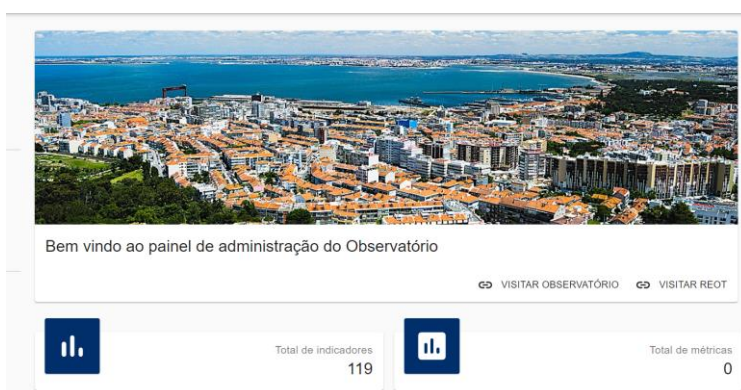 Bem vindo ao painel de administração do Observatório
VISITAR OBSERVATÓRIO VISITAR REOT
Total de indicadores
119
Total de métricas
0